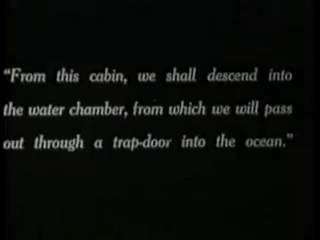 "From this cabin, we shall descend into
the water chamber, from which we will pass
out through a trap-door into the ocean."